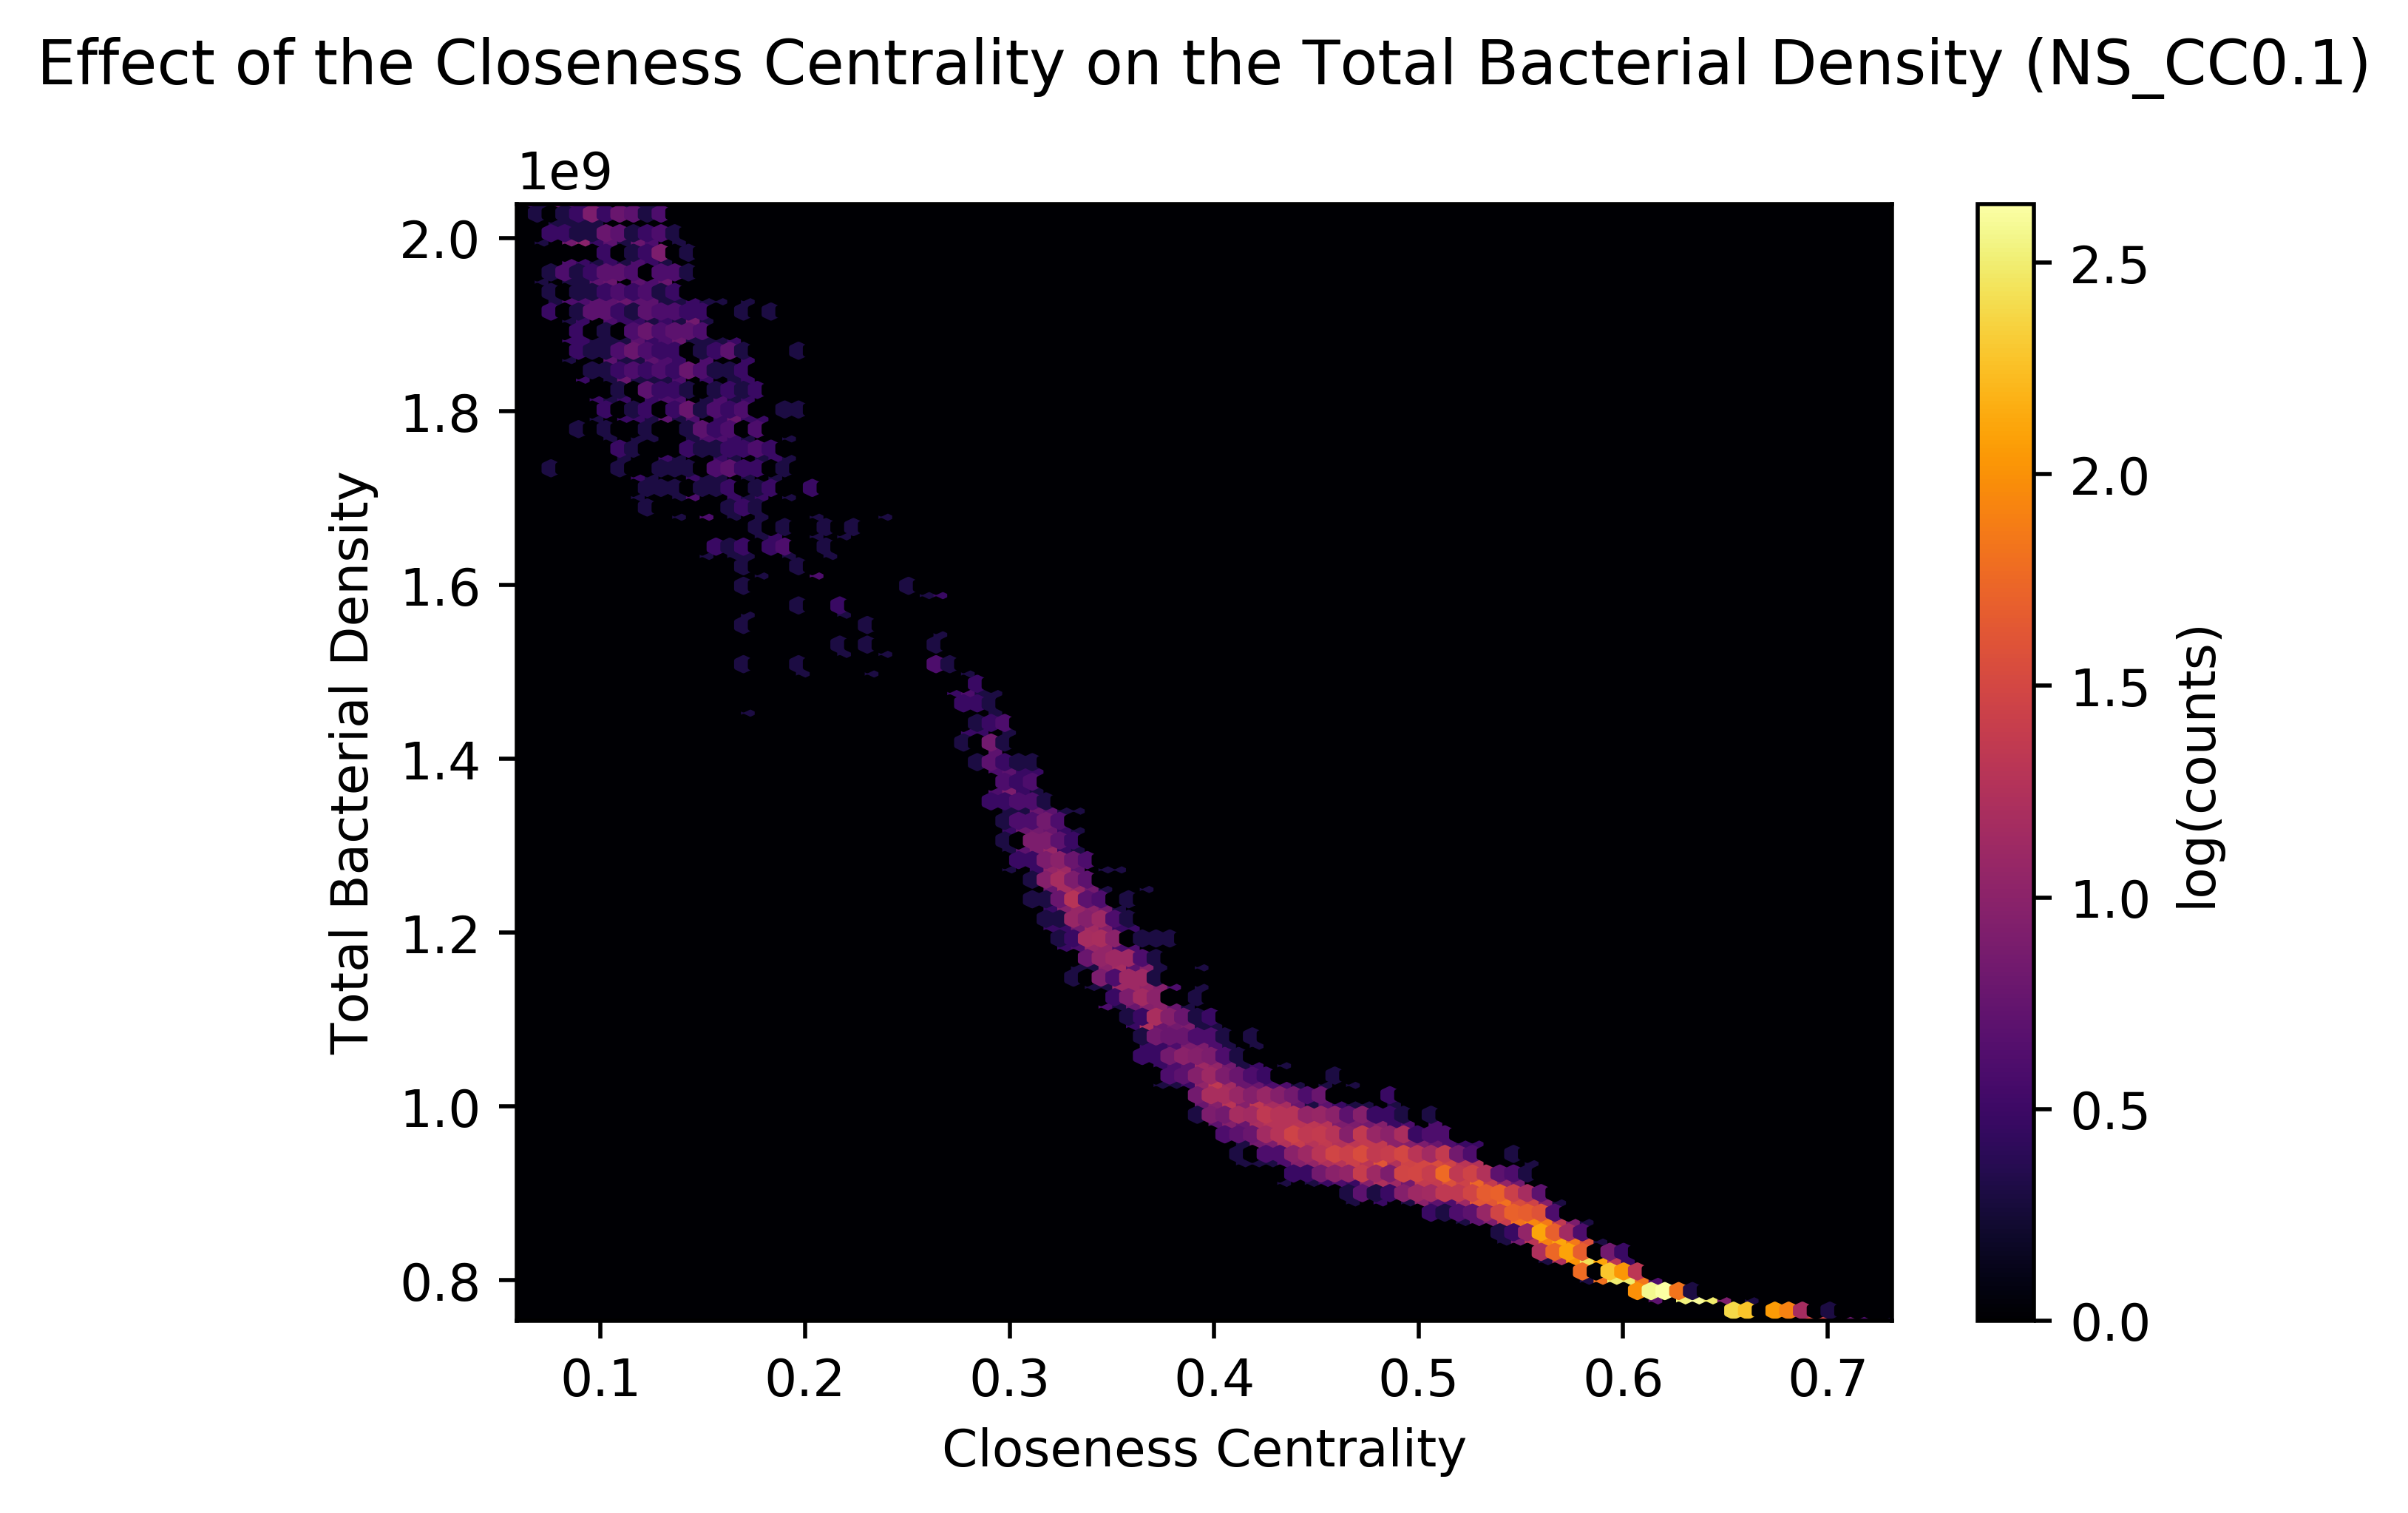 Effect of the Closeness Centrality on the Total Bacterial Density (NS_CC0.1)
1e9
2.0
1.8
1.6
1.4
1.2
1.0
0.8
Total Bacterial Density
0.1 0.2 0.3 0.4 0.5 0.6 0.7
Closeness Centrality
2.5
2.0
1.5
1.0
0.5
0.0
log(counts)